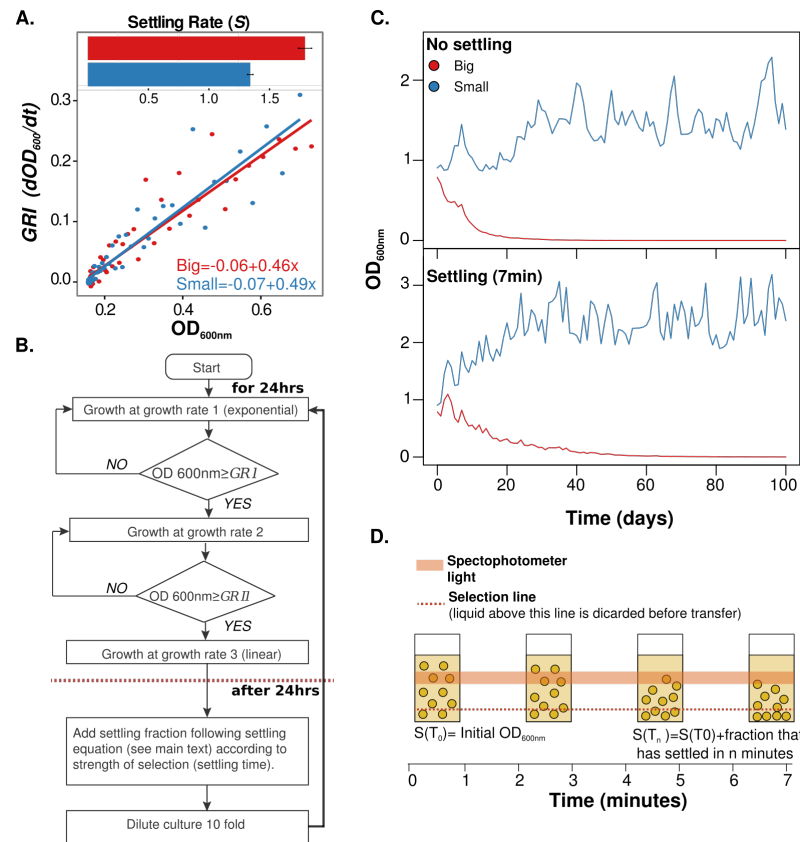 A.
Settling Rate (S)
0.5 1.0 1.5
GRI (dOD600/dt)
0.3
0.2
0.1
0.0
Big=-0.06+0.46x
Small=-0.07+0.49x
0.2 0.4 0.6
OD600nm
B.
Start
for 24hrs
Growth at growth rate 1 (exponential)
NO
OD 600nm≥GRI
YES
Growth at growth rate 2
NO
OD 600nm≥GRII
YES
Growth at growth rate 3 (linear)
after 24hrs
Add settling fraction following settling
equation (see main text) according to
strength of selection (settling time).
Dilute culture 10 fold
C.
No settling
Big
Small
2
1
0
OD600nm
Settling (7min)
3
2
1
0
0 20 40 60 80 100
Time (days)
D.
Spectophotometer
light
Selection line
(liquid above this line is dicarded before transfer)
S(T0)= Initial OD600nm
S(Tn )=S(T0)+fraction that
has settled in n minutes
0 1 2 3 4 5 6 7
Time (minutes)